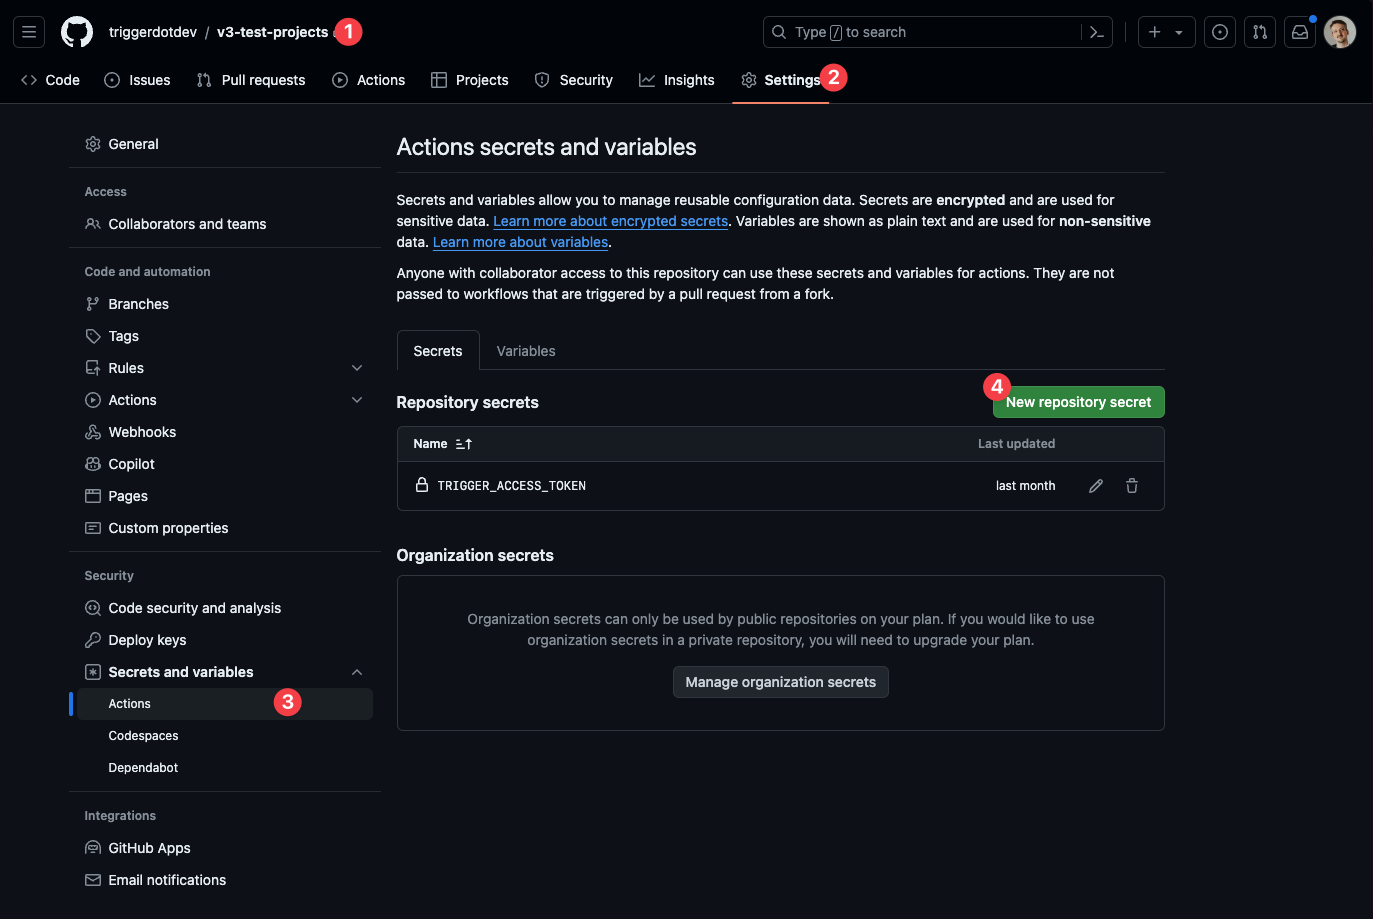 triggerdotdev / v3-test-projects 1
Type / to search
Code Issues Pull requests Actions Projects Security Insights Settings 2
General
Access
Collaborators and teams
Code and automation
Branches
Tags
Rules
Actions
Webhooks
Copilot
Pages
Custom properties
Security
Code security and analysis
Deploy keys
Secrets and variables
Actions 3
Codespaces
Dependabot
Integrations
GitHub Apps
Email notifications
Actions secrets and variables
Secrets and variables allow you to manage reusable configuration data. Secrets are encrypted and are used for
sensitive data. Learn more about encrypted secrets. Variables are shown as plain text and are used for non-sensitive
data. Learn more about variables.
Anyone with collaborator access to this repository can use these secrets and variables for actions. They are not
passed to workflows that are triggered by a pull request from a fork.
Secrets Variables
Repository secrets 4 New repository secret
Name Last updated
TRIGGER_ACCESS_TOKEN last month
Organization secrets
Organization secrets can only be used by public repositories on your plan. If you would like to use
organization secrets in a private repository, you will need to upgrade your plan.
Manage organization secrets